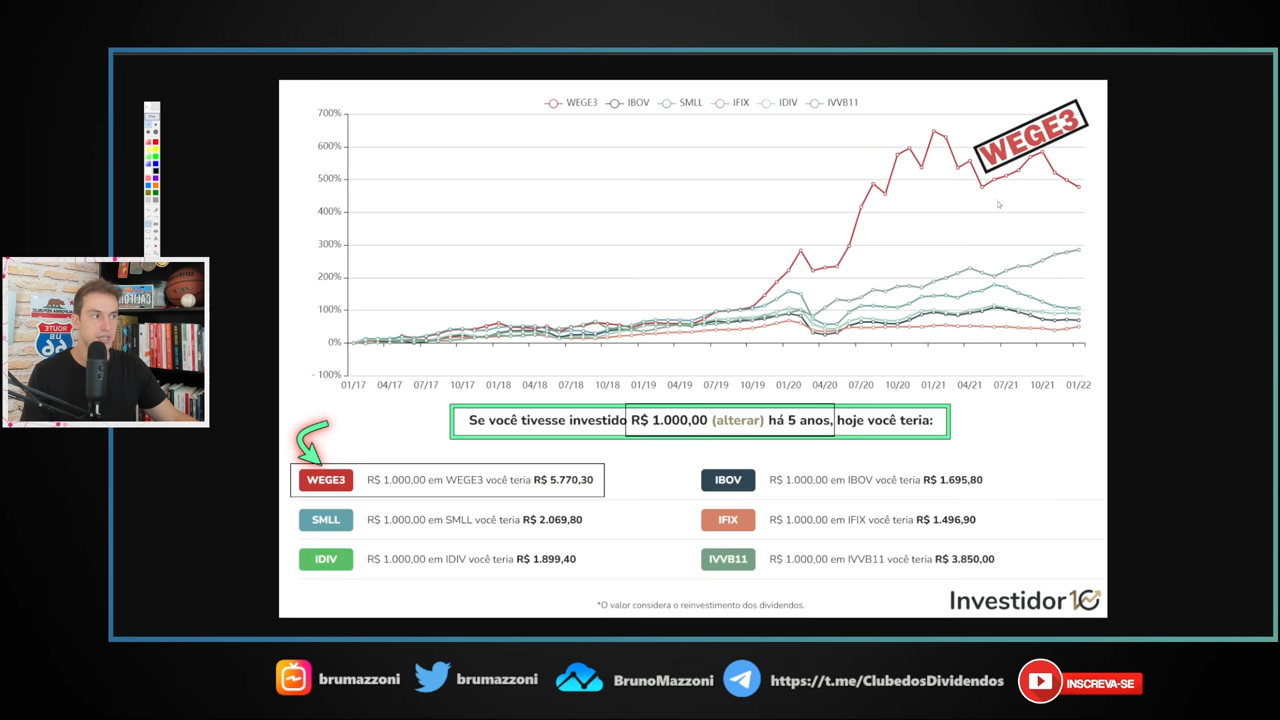 WEGE3 IBOV SMLL IFIX IDIV IVVB11
700%
600%
500%
400%
300%
200%
100%
0%
- 100%
WEGE3
01/17 04/17 07/17 10/17 01/18 04/18 07/18 10/18 01/19 04/19 07/19 10/19 01/20 04/20 07/20 10/20 01/21 04/21 07/21 10/21 01/22
Se você tivesse investido R$ 1.000,00 (alterar) há 5 anos, hoje você teria:
WEGE3 R$ 1.000,00 em WEGE3 você teria R$ 5.770,30
IBOV R$ 1.000,00 em IBOV você teria R$ 1.695,80
SMLL R$ 1.000,00 em SMLL você teria R$ 2.069,80
IFIX R$ 1.000,00 em IFIX você teria R$ 1.496,90
IDIV R$ 1.000,00 em IDIV você teria R$ 1.899,40
IVVB11 R$ 1.000,00 em IVVB11 você teria R$ 3.850,00
*O valor considera o reinvestimento dos dividendos.
Investidor10
CALIFORNIA
ROUTE
66
brumazzoni
brumazzoni
BrunoMazzoni
https://t.me/ClubedosDividendos
INSCREVA-SE